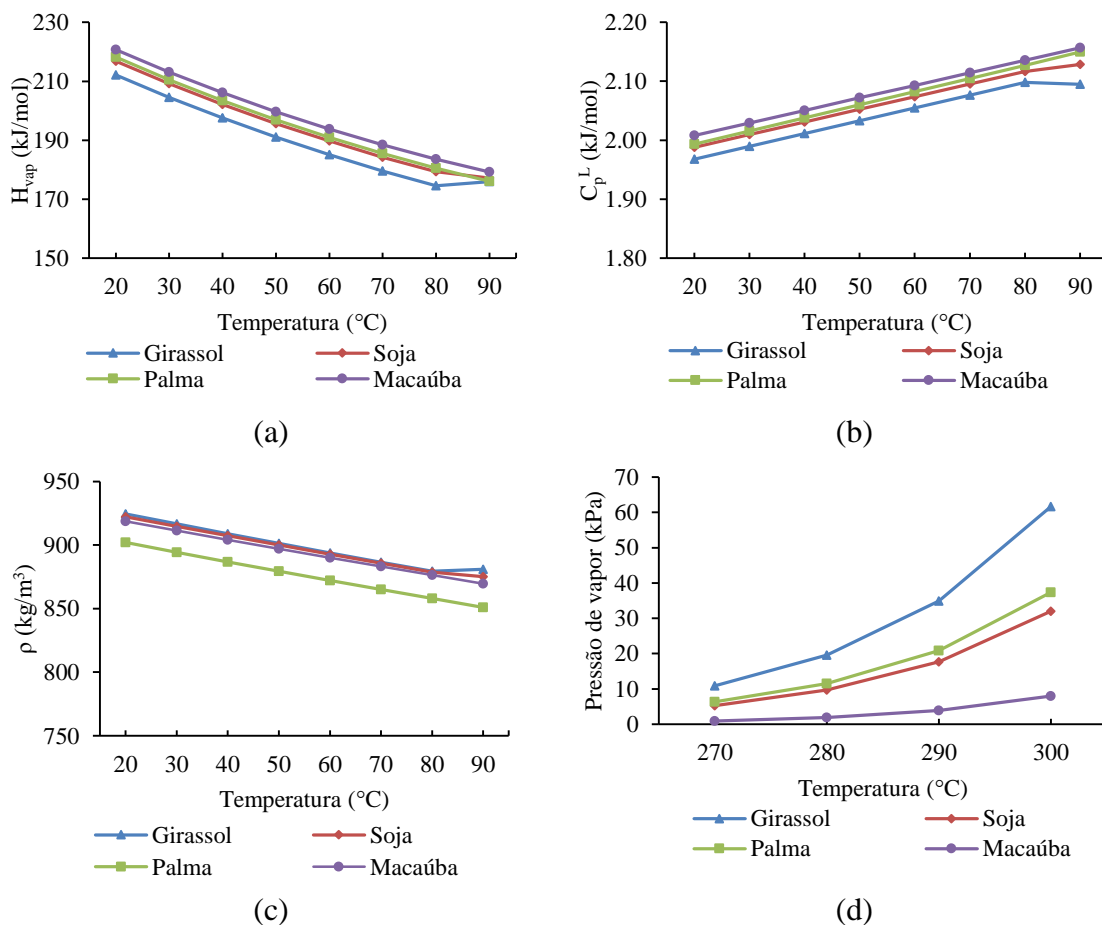 230
210
190
170
150
H_vap (kJ/mol)
20 30 40 50 60 70 80 90
Temperatura (°C)
Girassol Soja
Palma Macaúba
(a)
2.20
2.10
2.00
1.90
1.80
C_p^L (kJ/mol)
20 30 40 50 60 70 80 90
Temperatura (°C)
Girassol Soja
Palma Macaúba
(b)
950
900
850
800
750
ρ (kg/m³)
20 30 40 50 60 70 80 90
Temperatura (°C)
Girassol Soja
Palma Macaúba
(c)
70
60
50
40
30
20
10
0
Pressão de vapor (kPa)
270 280 290 300
Temperatura (°C)
Girassol Soja
Palma Macaúba
(d)